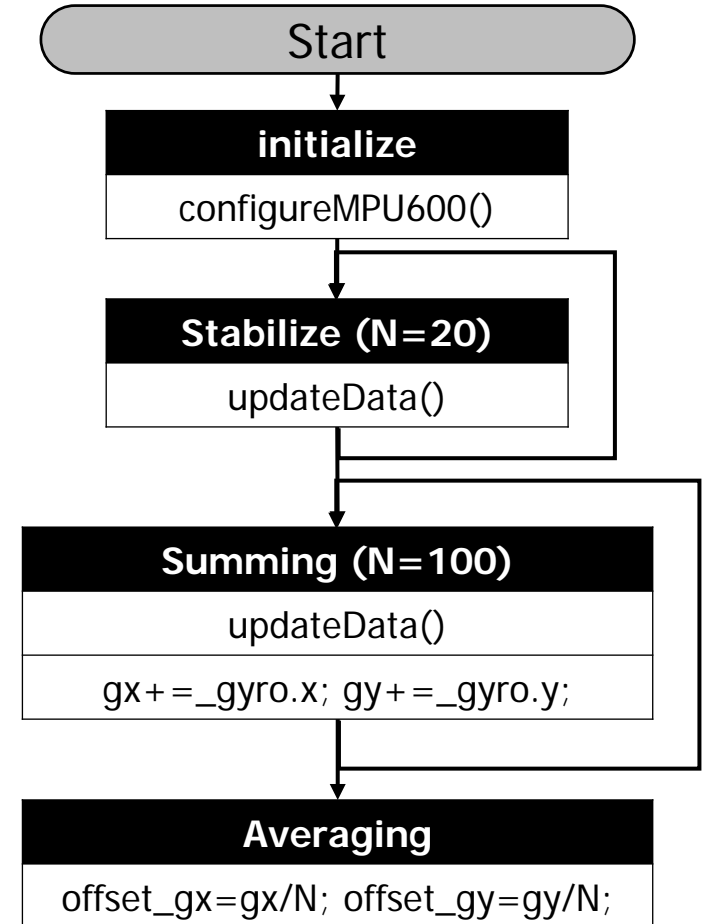 Start
initialize
configureMPU600()
Stabilize (N=20)
updateData()
Summing (N=100)
updateData()
gx+=_gyro.x; gy+=_gyro.y;
Averaging
offset_gx=gx/N; offset_gy=gy/N;